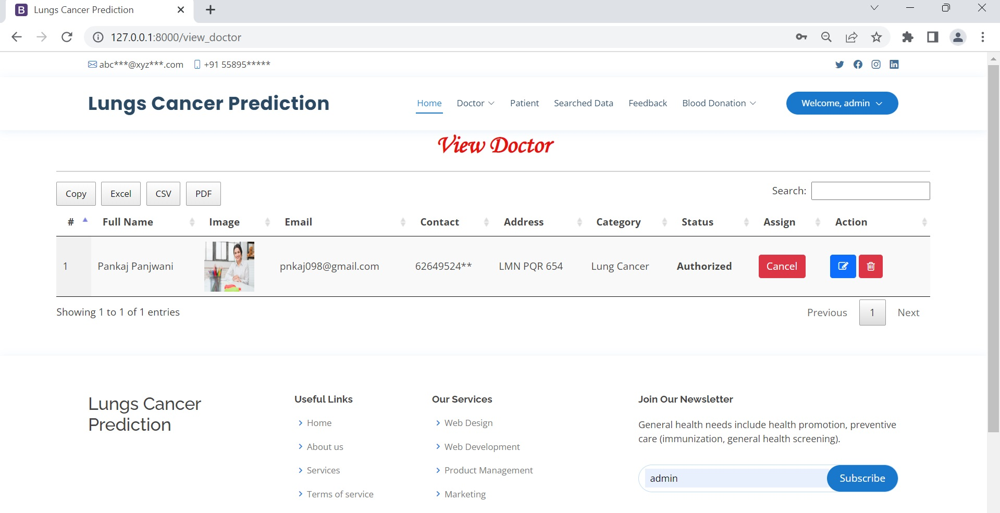 Lungs Cancer Prediction
127.0.0.1:8000/view_doctor
abc***@xyz***.com +91 55895*****
Lungs Cancer Prediction Home Doctor Patient Searched Data Feedback Blood Donation Welcome, admin
View Doctor
Copy Excel CSV PDF Search:
# Full Name Image Email Contact Address Category Status Assign Action
1 Pankaj Panjwani pnkaj098@gmail.com 62649524** LMN PQR 654 Lung Cancer Authorized Cancel
Showing 1 to 1 of 1 entries Previous 1 Next
Lungs Cancer
Prediction
Useful Links
Home
About us
Services
Terms of service
Our Services
Web Design
Web Development
Product Management
Marketing
Join Our Newsletter
General health needs include health promotion, preventive
care (immunization, general health screening).
admin Subscribe